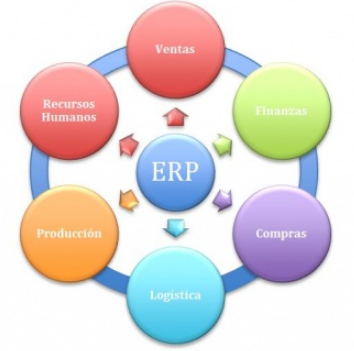 Ventas
Recursos
Humanos
Finanzas
ERP
Producción
Compras
Logística